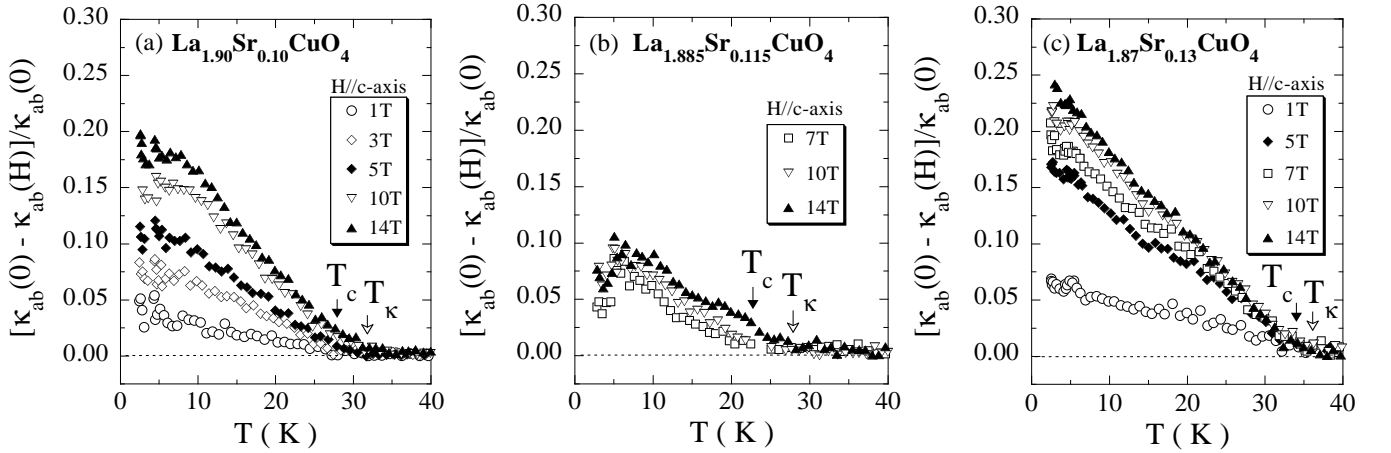 [κab(0) - κab(H)]/κab(0)
0.30
0.25
0.20
0.15
0.10
0.05
0.00
(a) La1.90Sr0.10CuO4
H//c-axis
1T
3T
5T
10T
14T
Tc
Tκ
0 10 20 30 40
T ( K )
[κab(0) - κab(H)]/κab(0)
0.30
0.25
0.20
0.15
0.10
0.05
0.00
(b) La1.885Sr0.115CuO4
H//c-axis
7T
10T
14T
Tc
Tκ
0 10 20 30 40
T ( K )
[κab(0) - κab(H)]/κab(0)
0.30
0.25
0.20
0.15
0.10
0.05
0.00
(c) La1.87Sr0.13CuO4
H//c-axis
1T
5T
7T
10T
14T
Tc
Tκ
0 10 20 30 40
T ( K )